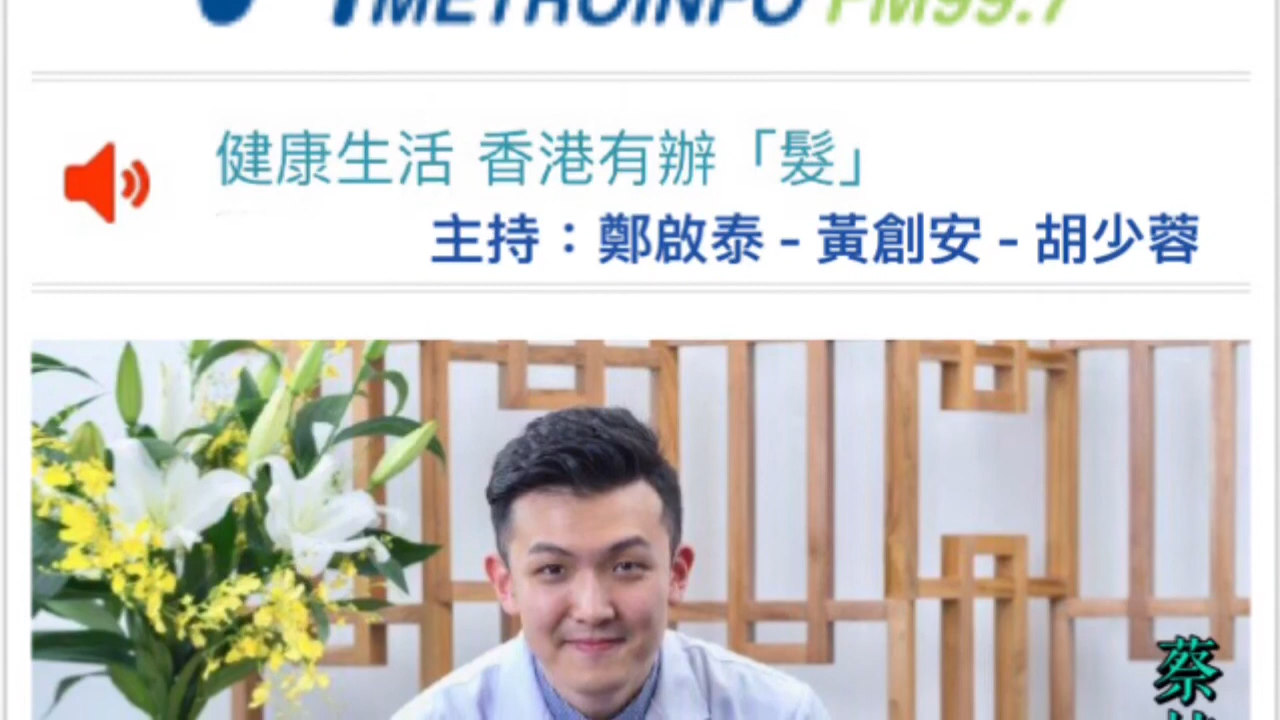 METROINFO FM99.7
健康生活 香港有辦「髮」
主持：鄭啟泰 - 黃創安 - 胡少蓉
蔡